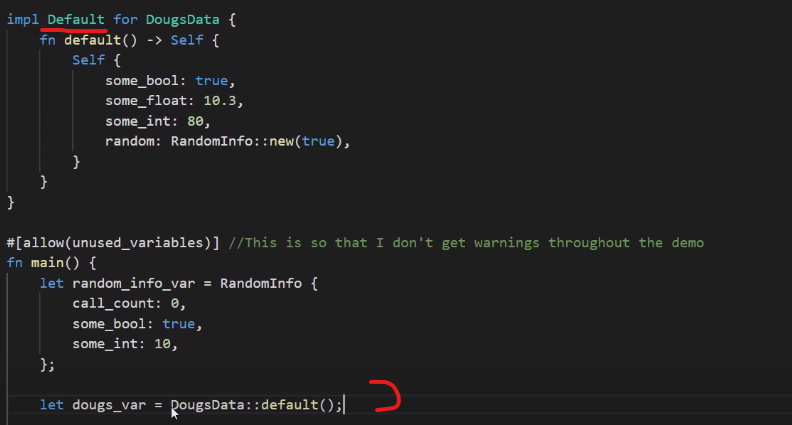 impl Default for DougsData {
fn default() -> Self {
Self {
some_bool: true,
some_float: 10.3,
some_int: 80,
random: RandomInfo::new(true),
}
}
}
#[allow(unused_variables)] //This is so that I don't get warnings throughout the demo
fn main() {
let random_info_var = RandomInfo {
call_count: 0,
some_bool: true,
some_int: 10,
};
let dougs_var = DougsData::default();